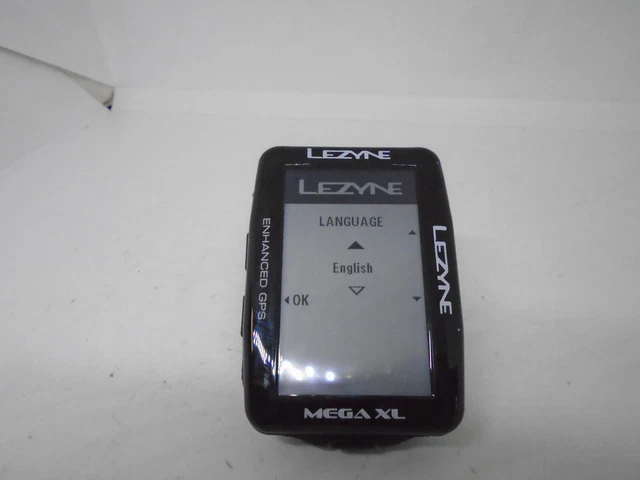 LEZYNE
LEZYNE
LANGUAGE
English
OK
ENHANCED GPS
LEZYNE
MEGA XL